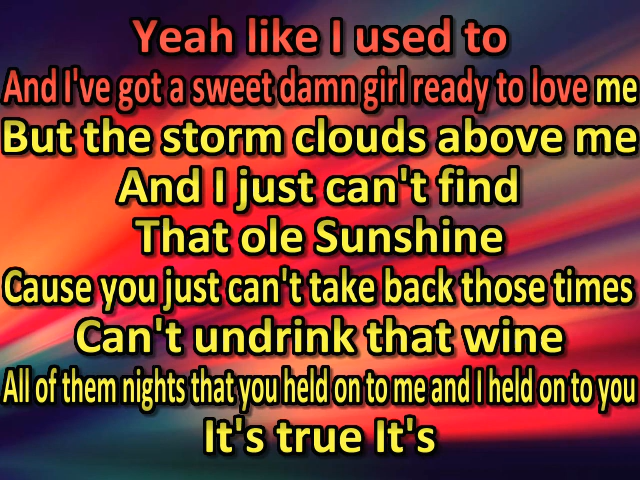 Yeah like I used to
And I've got a sweet damn girl ready to love me
But the storm clouds above me
And I just can't find
That ole Sunshine
Cause you just can't take back those times
Can't undrink that wine
All of them nights that you held on to me and I held on to you
It's true It's